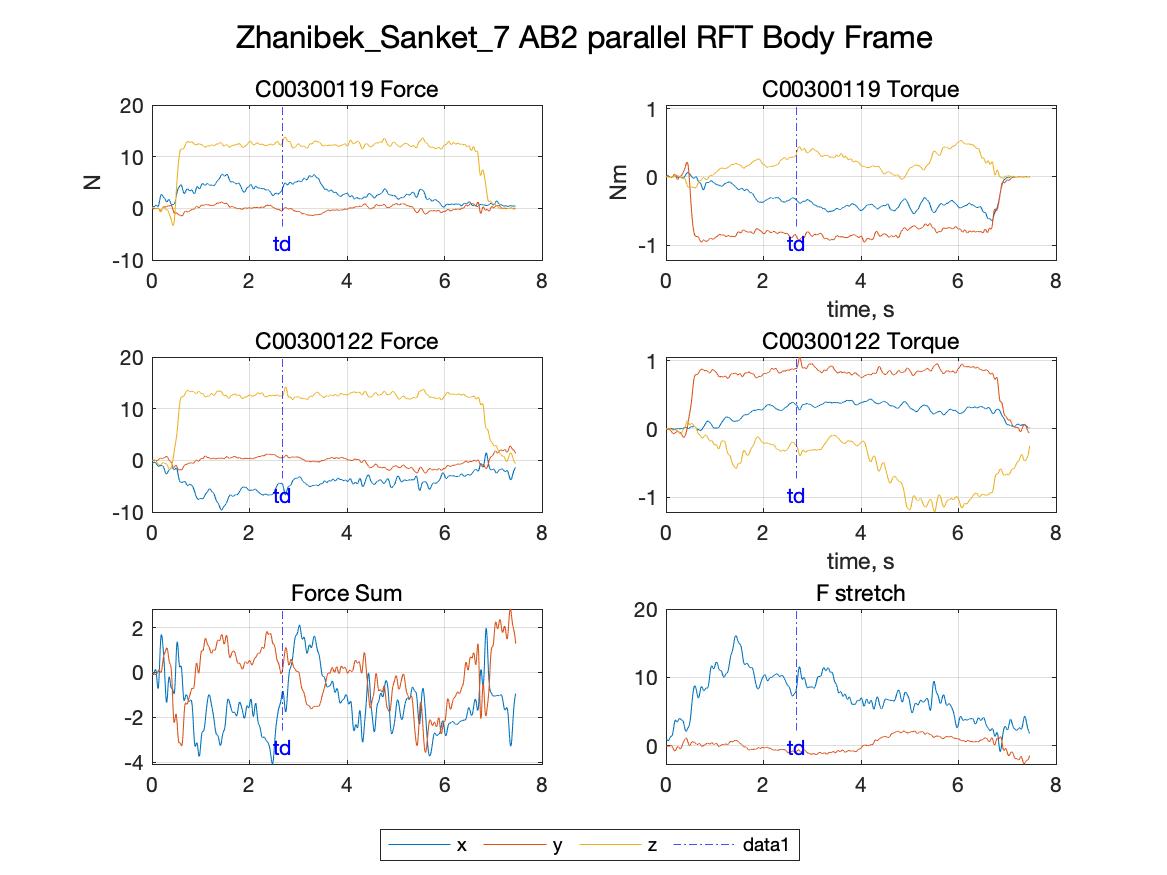 Zhanibek_Sanket_7 AB2 parallel RFT Body Frame
C00300119 Force
20
10
0
-10
N
td
0 2 4 6 8
C00300119 Torque
1
0
-1
Nm
td
0 2 4 6 8
time, s
C00300122 Force
20
10
0
-10
td
0 2 4 6 8
C00300122 Torque
1
0
-1
td
0 2 4 6 8
time, s
Force Sum
2
0
-2
-4
td
0 2 4 6 8
F stretch
20
10
0
td
0 2 4 6 8
x y z data1